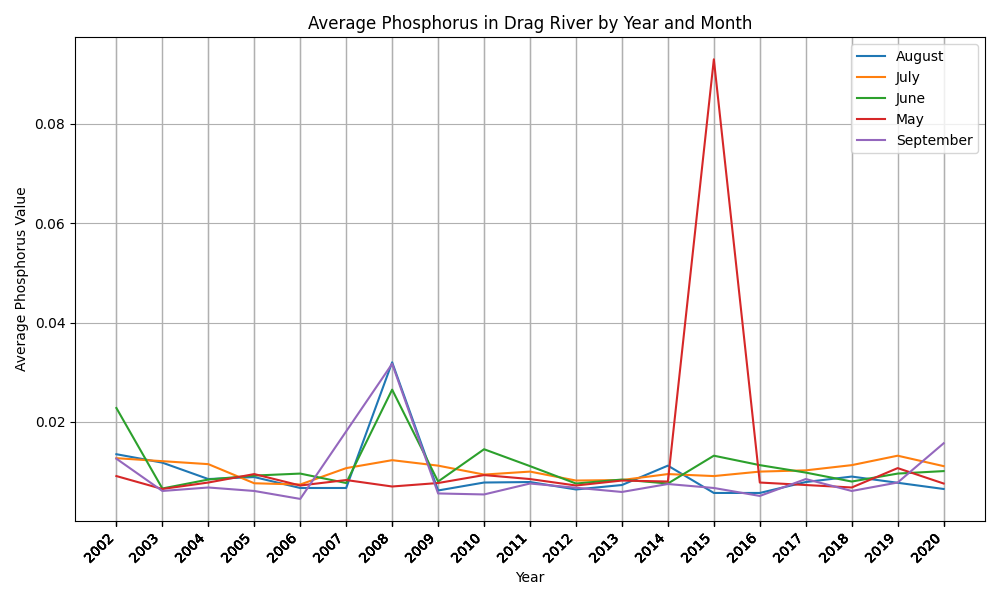 Average Phosphorus in Drag River by Year and Month
August
July
June
May
September
Average Phosphorus Value
0.08
0.06
0.04
0.02
2002
2003
2004
2005
2006
2007
2008
2009
2010
2011
2012
2013
2014
2015
2016
2017
2018
2019
2020
Year